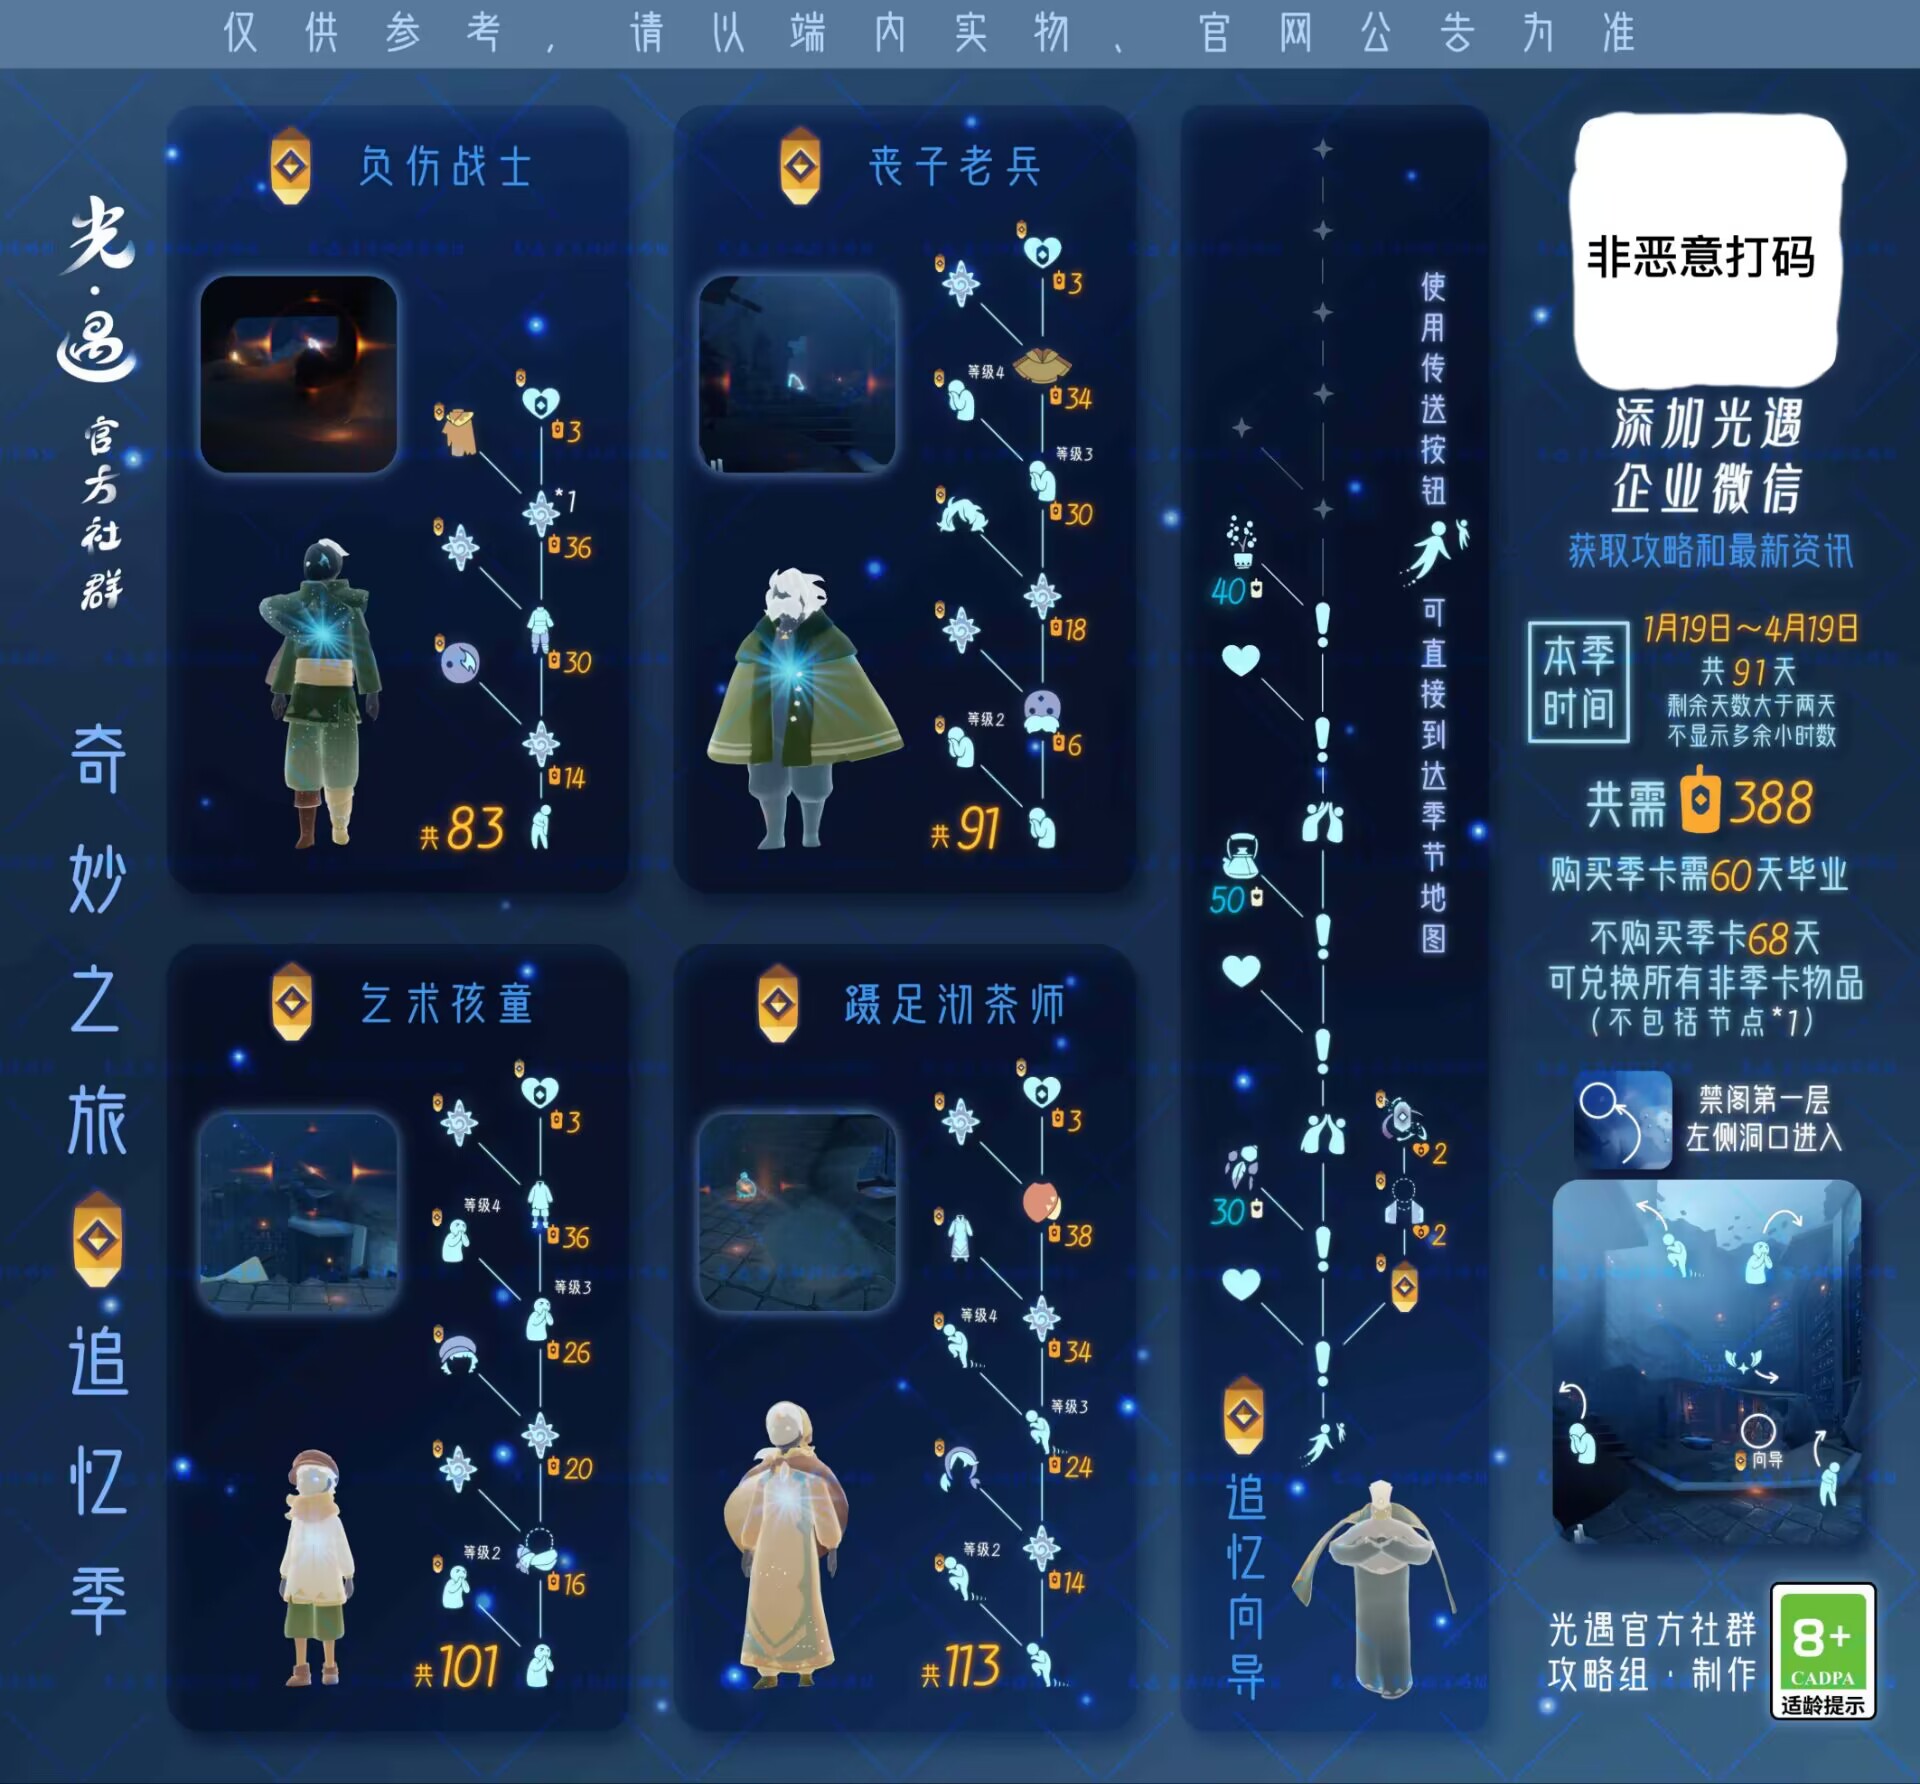 仅供参考,请以端内实物、官网公告为准
光·遇
官方社群
奇妙之旅
追忆季
负伤战士
3
*1
36
30
14
共83
丧子老兵
3
等级4
34
等级3
30
18
等级2
6
共91
乞求孩童
3
等级4
36
等级3
26
20
等级2
16
共101
蹑足沏茶师
3
38
等级4
34
等级3
24
等级2
14
共113
使用传送按钮
可直接到达季节地图
40
50
30
2
2
追忆向导
非恶意打码
添加光遇
企业微信
获取攻略和最新资讯
本季
时间
1月19日~4月19日
共91天
剩余天数大于两天
不显示多余小时数
共需388
购买季卡需60天毕业
不购买季卡68天
可兑换所有非季卡物品
(不包括节点*1)
禁阁第一层
左侧洞口进入
向导
光遇官方社群
攻略组·制作
8+
CADPA
适龄提示